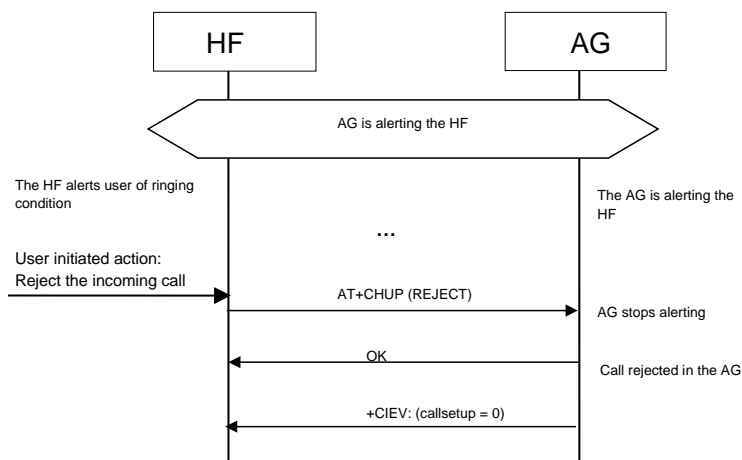 HF
AG
AG is alerting the HF
The HF alerts user of ringing
condition
The AG is alerting the
HF
...
User initiated action:
Reject the incoming call
AT+CHUP (REJECT)
AG stops alerting
OK
Call rejected in the AG
+CIEV: (callsetup = 0)